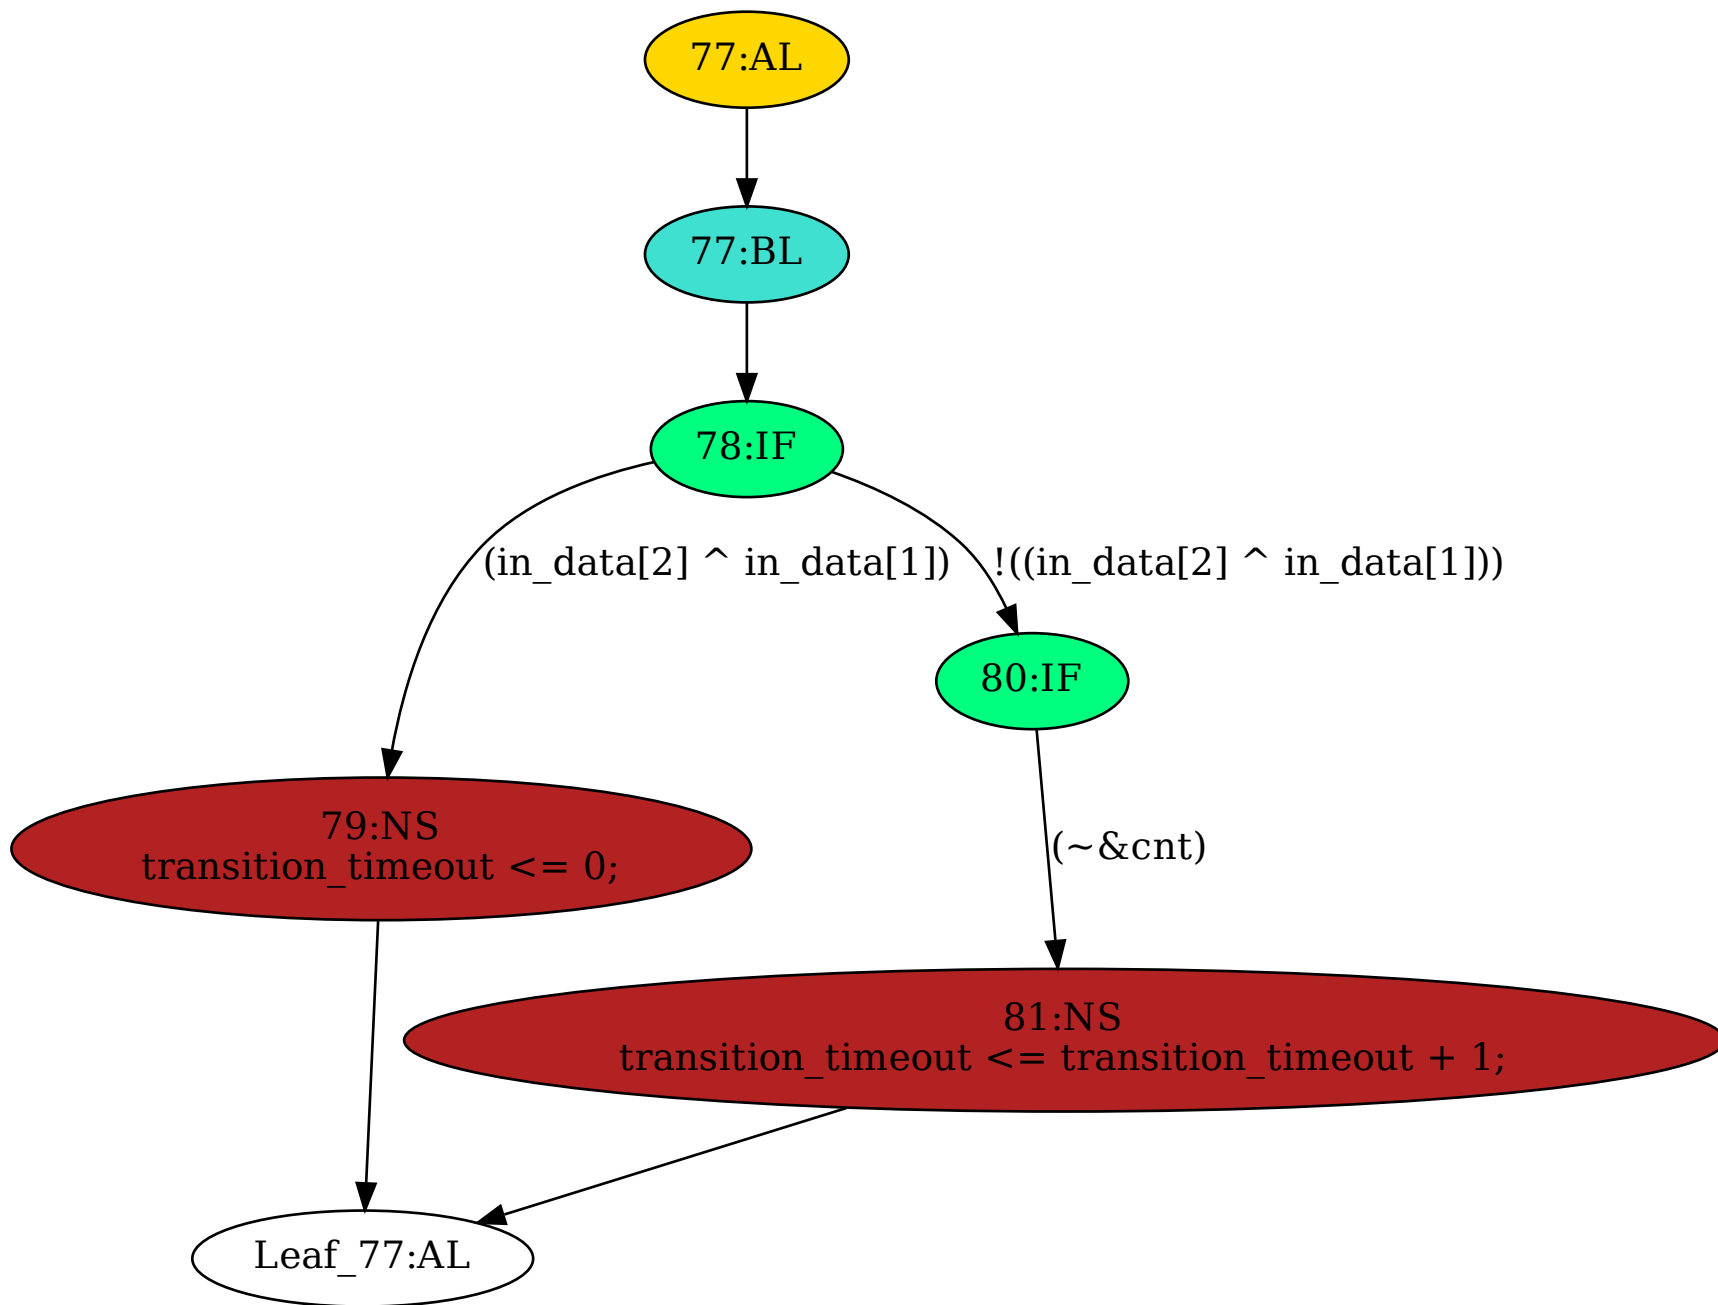 77:AL
77:BL
78:IF
(in_data[2] ^ in_data[1])
!((in_data[2] ^ in_data[1]))
80:IF
79:NS
transition_timeout <= 0;
(~&cnt)
81:NS
transition_timeout <= transition_timeout + 1;
Leaf_77:AL